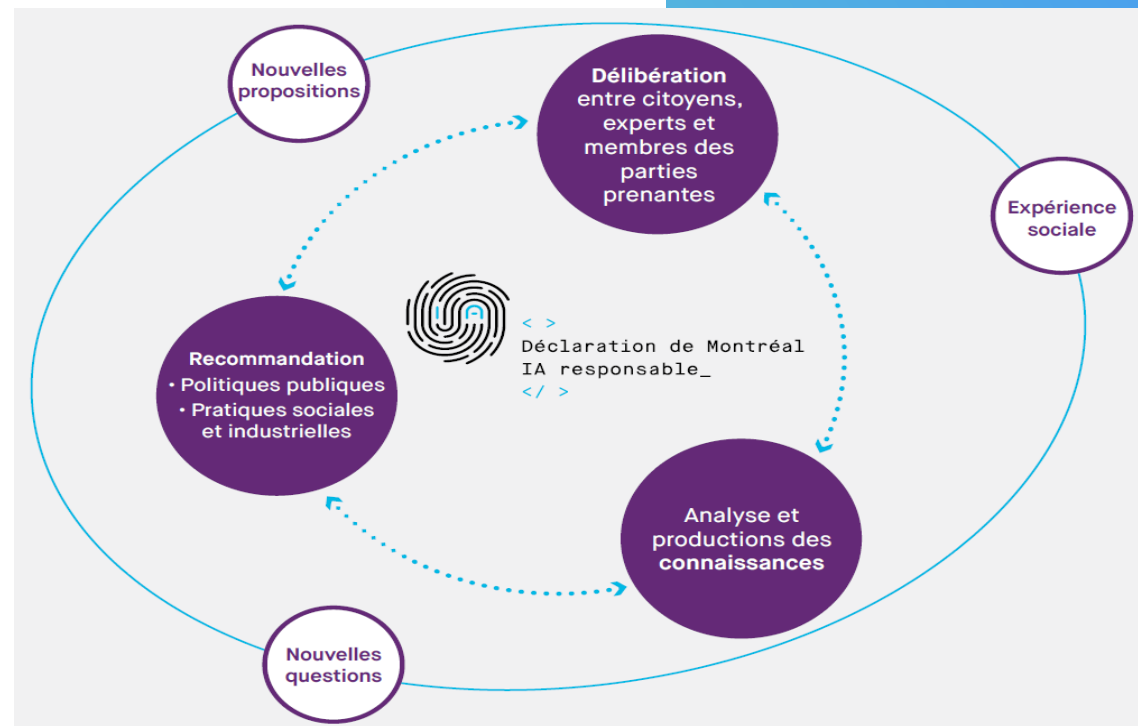 Nouvelles
propositions
Délibération
entre citoyens,
experts et
membres des
parties
prenantes
Expérience
sociale
IA
< >
Déclaration de Montréal
IA responsable_
</ >
Recommandation
• Politiques publiques
• Pratiques sociales
et industrielles
Analyse et
productions des
connaissances
Nouvelles
questions